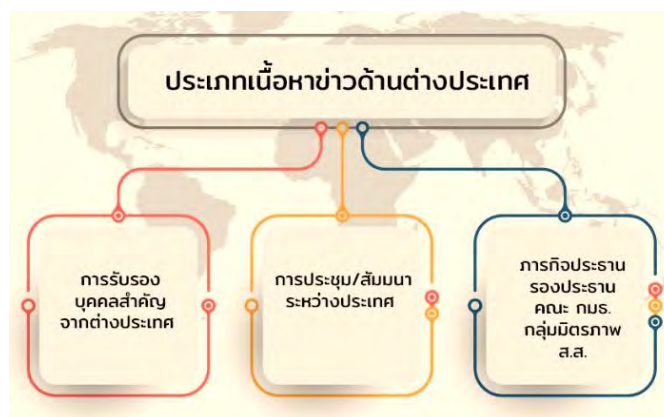 ประเภทเนื้อหาข่าวด้านต่างประเทศ
การรับรอง
บุคคลสำคัญ
จากต่างประเทศ
การประชุม/สัมมนา
ระหว่างประเทศ
ภารกิจประธาน
รองประธาน
คณะ กมธ.
กลุ่มมิตรภาพ
ส.ส.